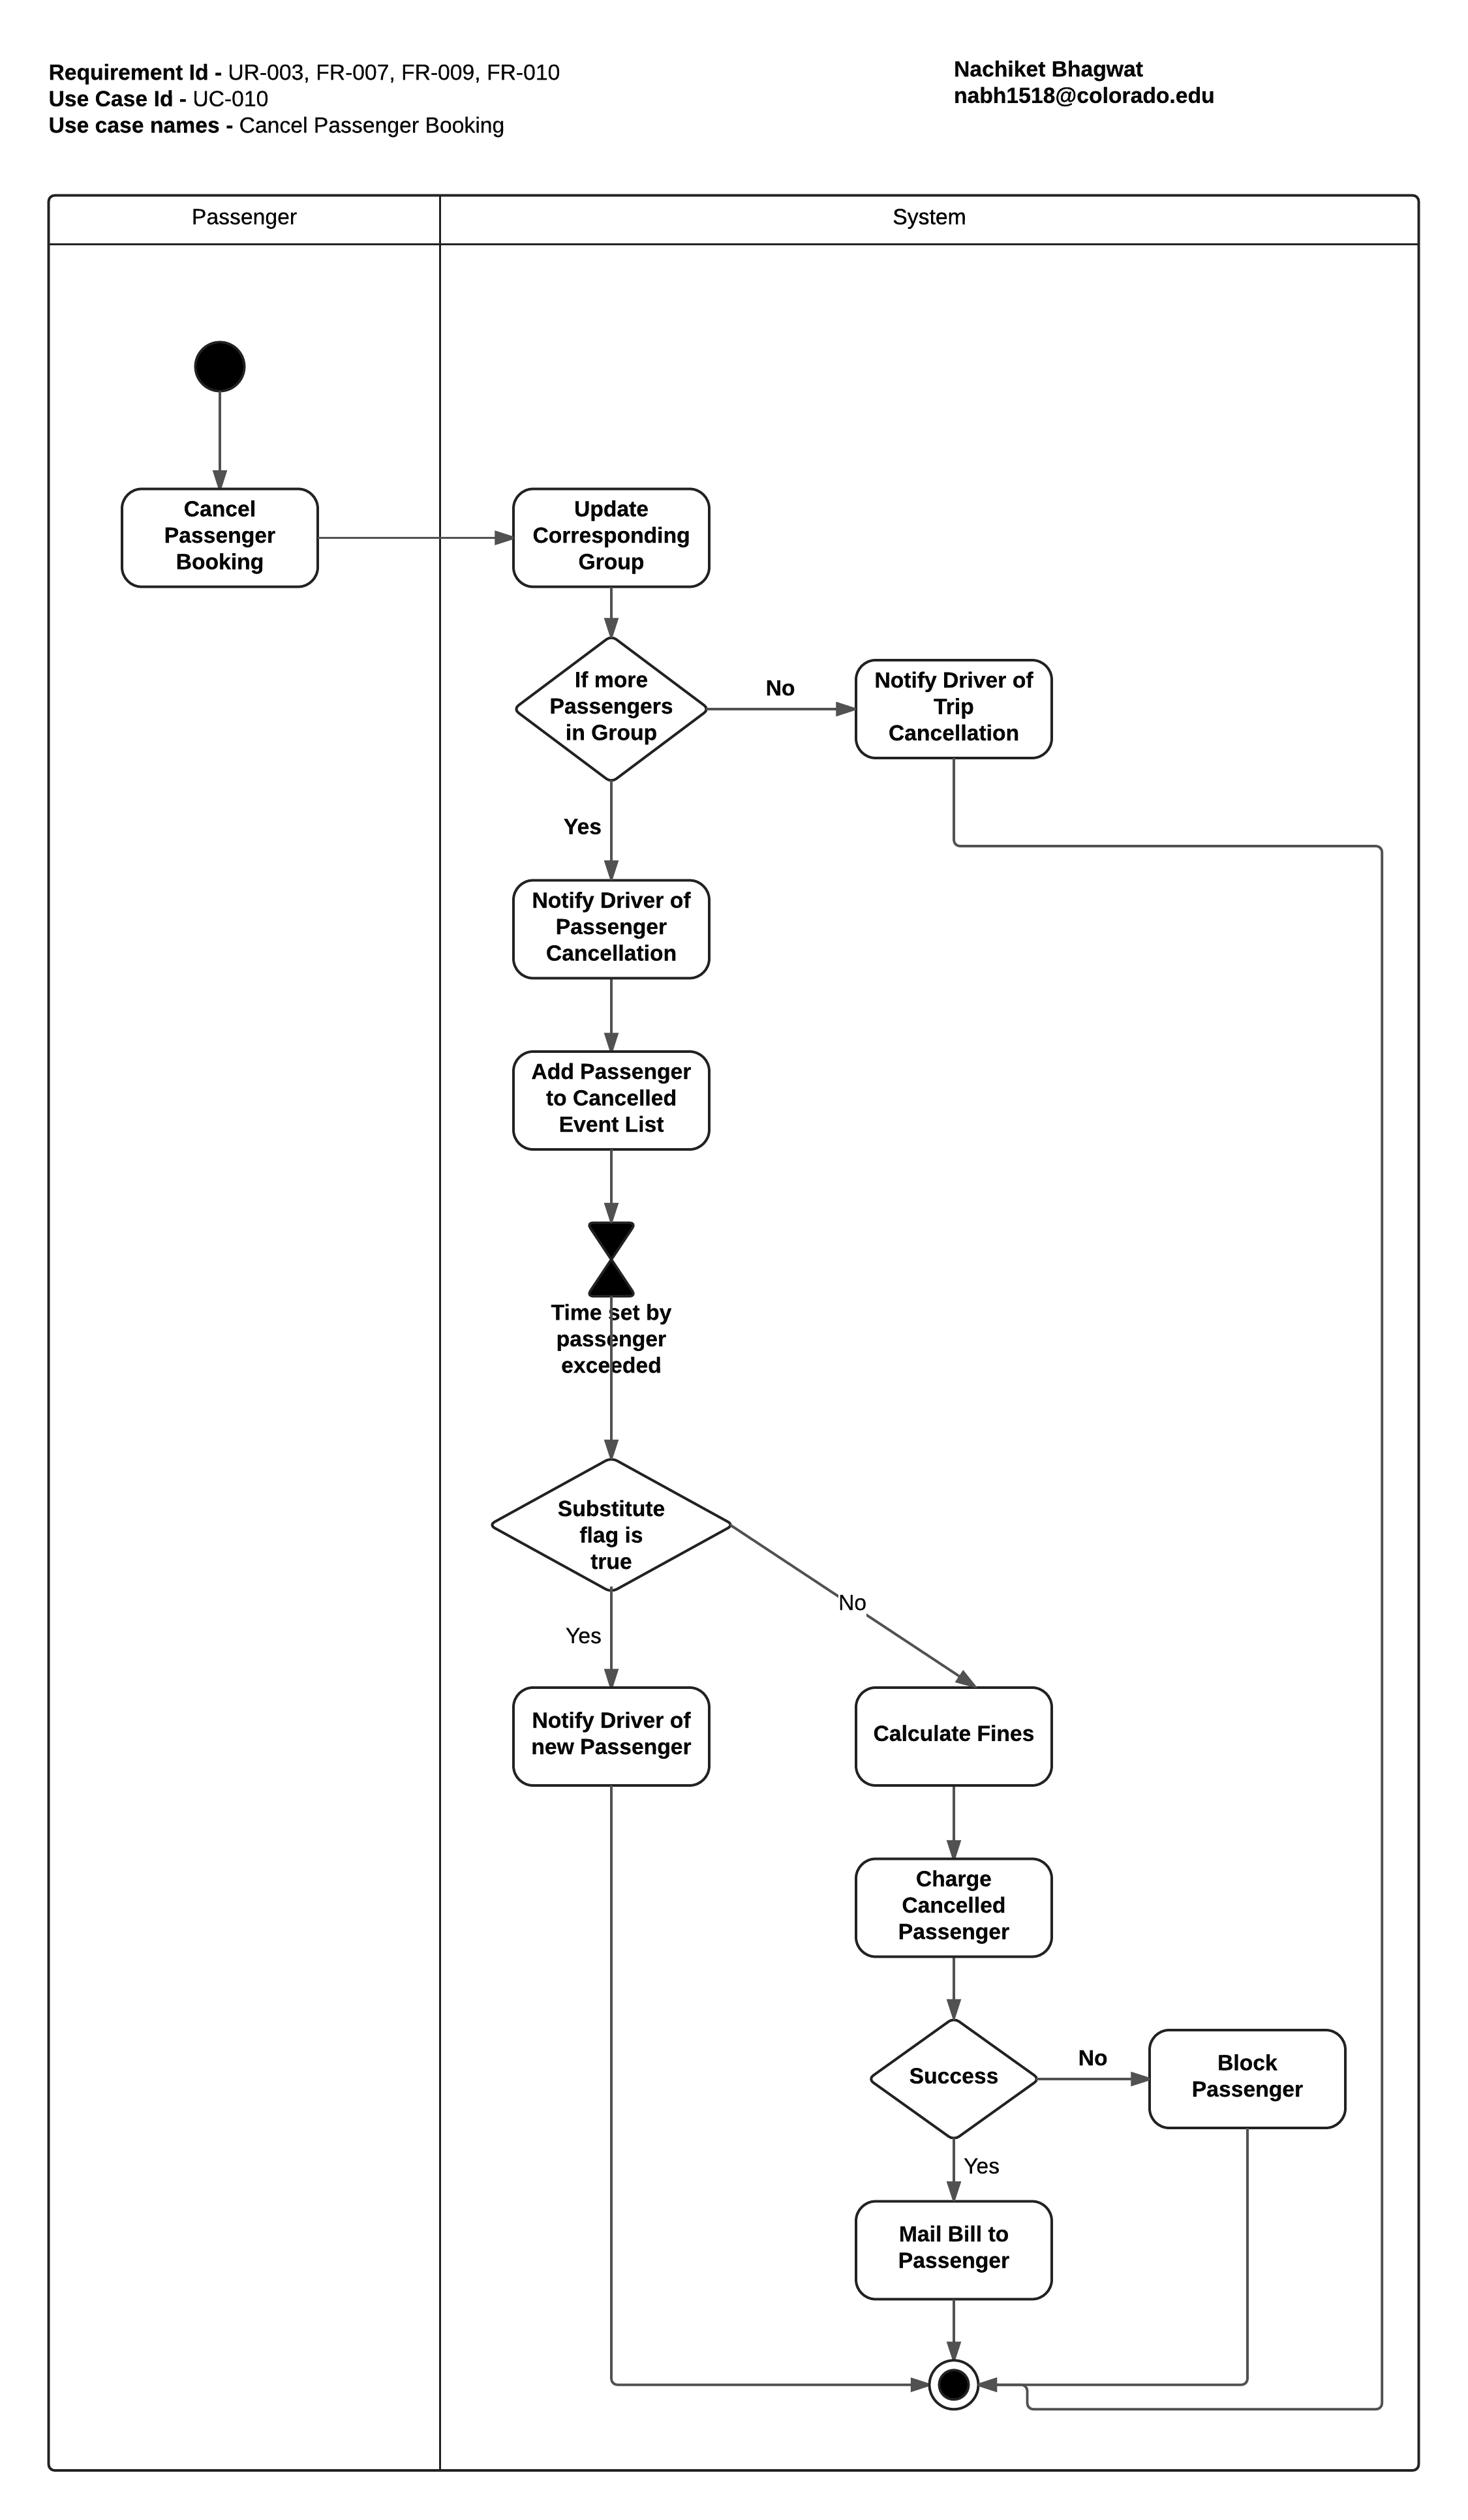 Requirement Id - UR-003, FR-007, FR-009, FR-010
Use Case Id - UC-010
Use case names - Cancel Passenger Booking
Nachiket Bhagwat
nabh1518@colorado.edu
Passenger
System
Cancel
Passenger
Booking
Update
Corresponding
Group
If more
Passengers
in Group
No
Notify Driver of
Trip
Cancellation
Yes
Notify Driver of
Passenger
Cancellation
Add Passenger
to Cancelled
Event List
Time set by
passenger
exceeded
Substitute
flag is
true
No
Yes
Notify Driver of
new Passenger
Calculate Fines
Charge
Cancelled
Passenger
Success
No
Block
Passenger
Yes
Mail Bill to
Passenger